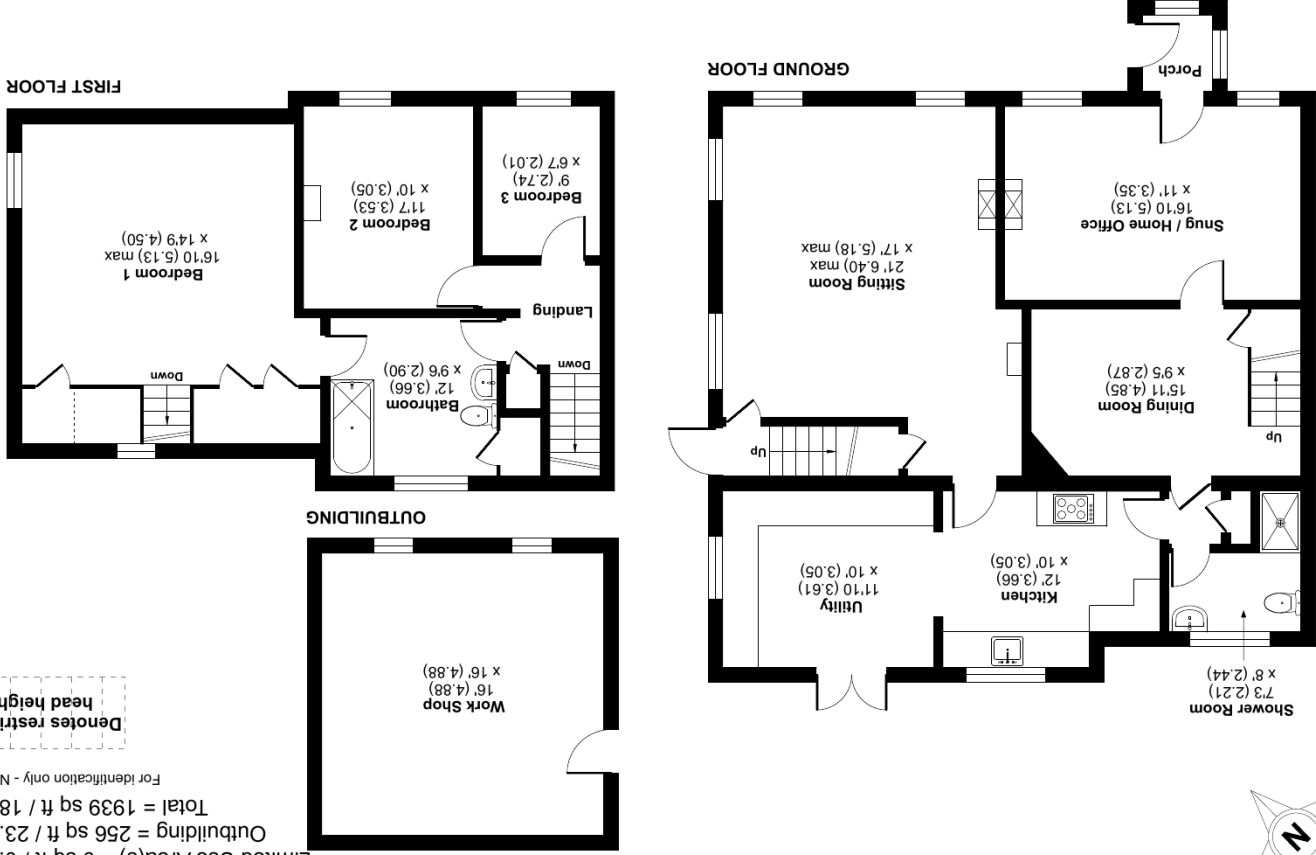 N
Outbuilding = 256 sq ft / 23.
Total = 1939 sq ft / 18
For identification only - N
Denotes restri
head heigh
Shower Room
7'3 (2.21)
x 8' (2.44)
Kitchen
12' (3.66)
x 10' (3.05)
Utility
11'10 (3.61)
x 10' (3.05)
Up
Dining Room
15'11 (4.85)
x 9'5 (2.87)
Up
Snug / Home Office
16'10 (5.13)
x 11' (3.35)
Sitting Room
21' 6.40) max
x 17' (5.18) max
Porch
GROUND FLOOR
Work Shop
16' (4.88)
x 16' (4.88)
OUTBUILDING
Down
Landing
Bathroom
12' (3.66)
x 9'6 (2.90)
Down
Bedroom 3
9' (2.74)
x 6'7 (2.01)
Bedroom 2
11'7 (3.53)
x 10' (3.05)
Bedroom 1
16'10 (5.13) max
x 14'9 (4.50)
FIRST FLOOR